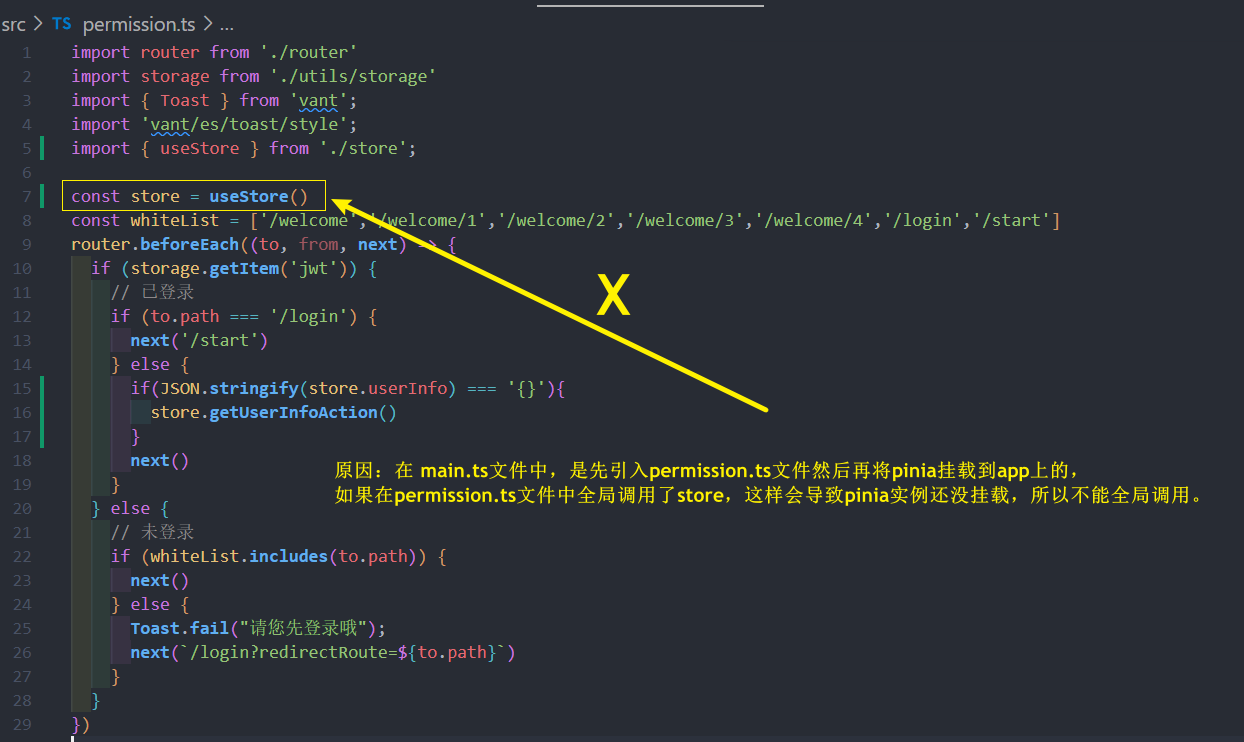 src > TS permission.ts > ...
1 import router from './router'
2 import storage from './utils/storage'
3 import { Toast } from 'vant';
4 import 'vant/es/toast/style';
5 import { useStore } from './store';
6
7 const store = useStore()
8 const whiteList = ['/welcome','/welcome/1','/welcome/2','/welcome/3','/welcome/4','/login','/start']
9 router.beforeEach((to, from, next) => {
10 if (storage.getItem('jwt')) {
11 // 已登录
12 if (to.path === '/login') {
X
13 next('/start')
14 } else {
15 if(JSON.stringify(store.userInfo) === '{}'){
16 store.getUserInfoAction()
17 }
18 next()
原因：在 main.ts文件中，是先引入permission.ts文件然后再将pinia挂载到app上的，
19 }
如果在permission.ts文件中全局调用了store，这样会导致pinia实例还没挂载，所以不能全局调用。
20 } else {
21 // 未登录
22 if (whiteList.includes(to.path)) {
23 next()
24 } else {
25 Toast.fail("请您先登录哦");
26 next(`/login?redirectRoute=${to.path}`)
27 }
28 }
29 })